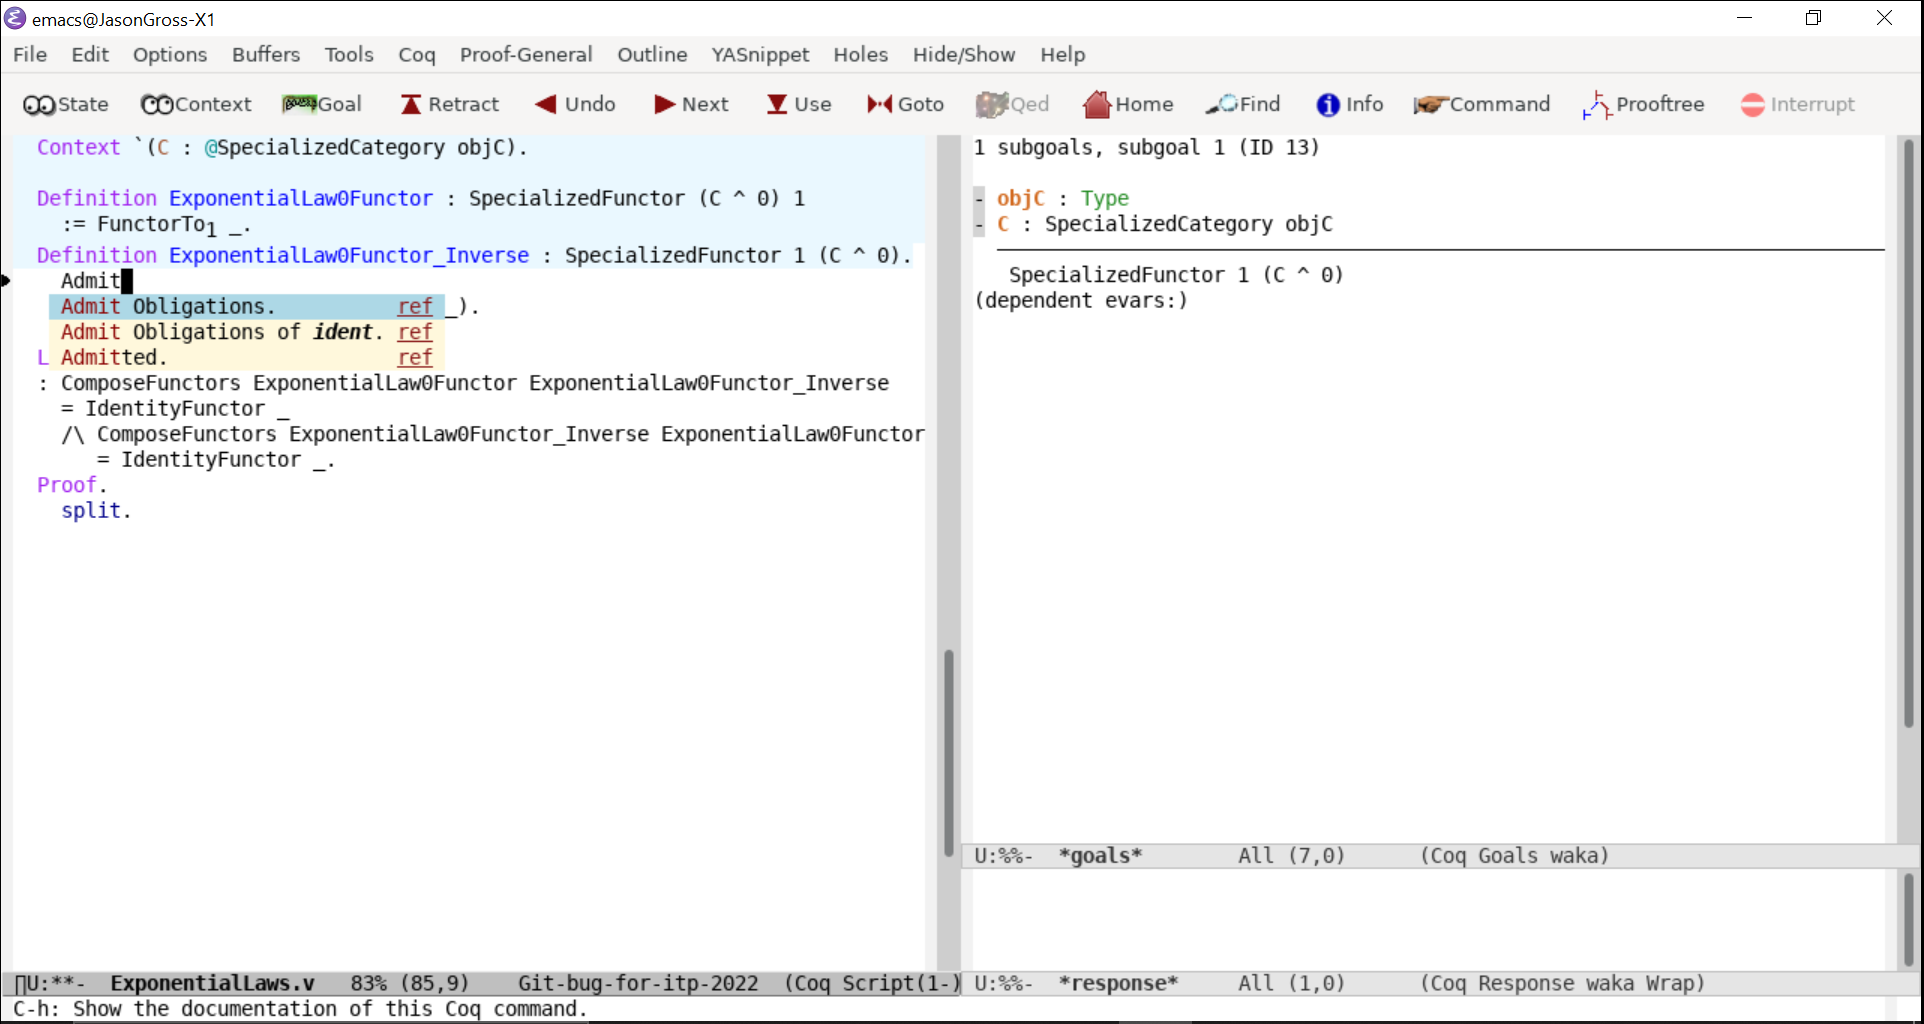 emacs@JasonGross-X1
File Edit Options Buffers Tools Coq Proof-General Outline YASnippet Holes Hide/Show Help
State Context Goal Retract Undo Next Use Goto Qed Home Find Info Command Prooftree Interrupt
Context `(C : @SpecializedCategory objC).
Definition ExponentialLaw0Functor : SpecializedFunctor (C ^ 0) 1
:= FunctorTo1 _.
Definition ExponentialLaw0Functor_Inverse : SpecializedFunctor 1 (C ^ 0).
Admit
Admit Obligations. ref _).
Admit Obligations of ident. ref
L Admitted. ref
: ComposeFunctors ExponentialLaw0Functor ExponentialLaw0Functor_Inverse
= IdentityFunctor _
/\ ComposeFunctors ExponentialLaw0Functor_Inverse ExponentialLaw0Functor
= IdentityFunctor _.
Proof.
split.
U:**- ExponentialLaws.v 83% (85,9) Git-bug-for-itp-2022 (Coq Script(1-)
C-h: Show the documentation of this Coq command.
1 subgoals, subgoal 1 (ID 13)
- objC : Type
- C : SpecializedCategory objC
SpecializedFunctor 1 (C ^ 0)
(dependent evars:)
U:%%- *goals* All (7,0) (Coq Goals waka)
U:%%- *response* All (1,0) (Coq Response waka Wrap)